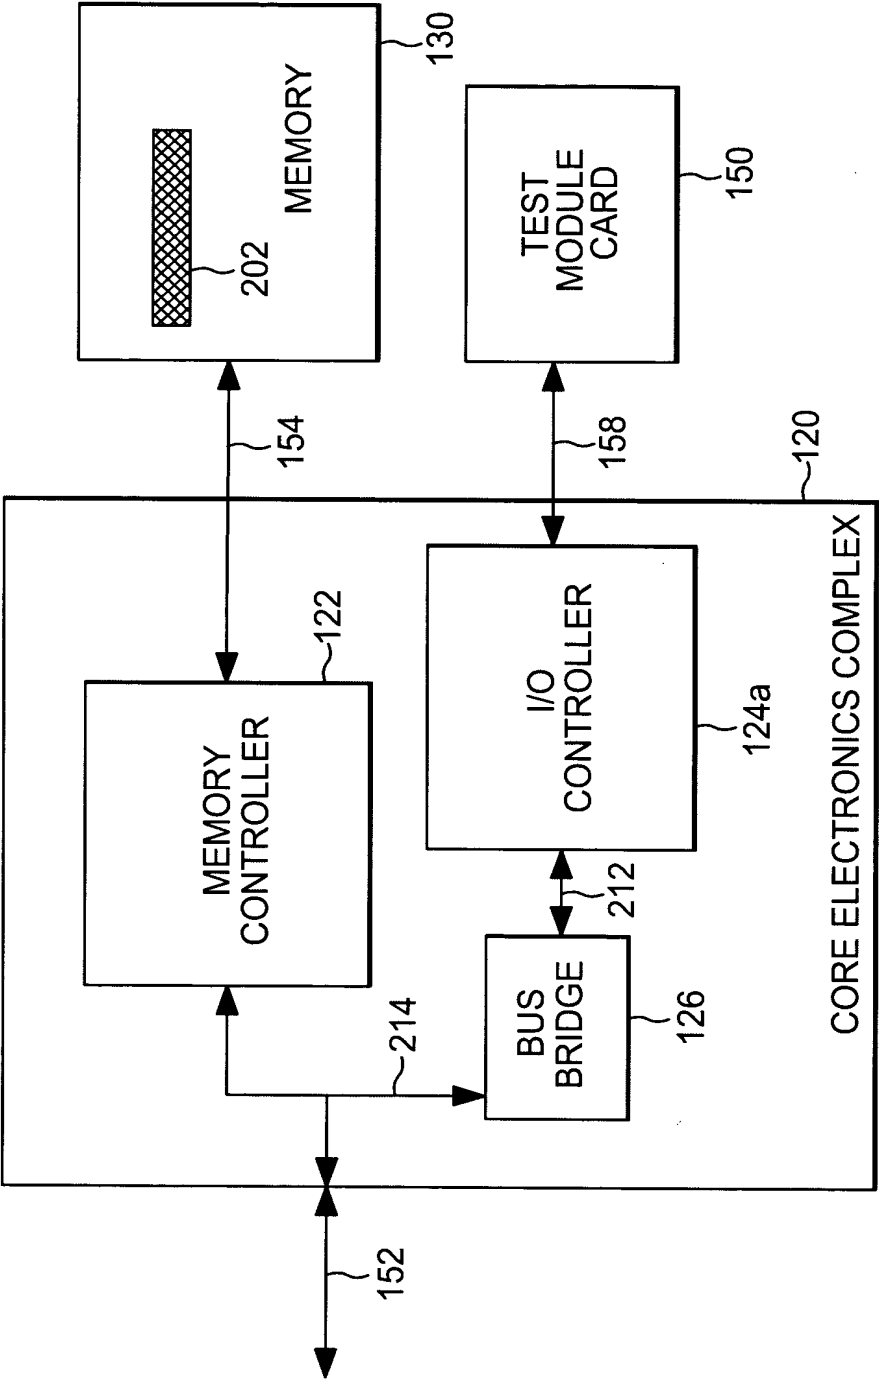 MEMORY
202
130
TEST
MODULE
CARD
150
154
158
120
MEMORY
CONTROLLER
122
I/O
CONTROLLER
124a
212
BUS
BRIDGE
126
214
152
CORE ELECTRONICS COMPLEX